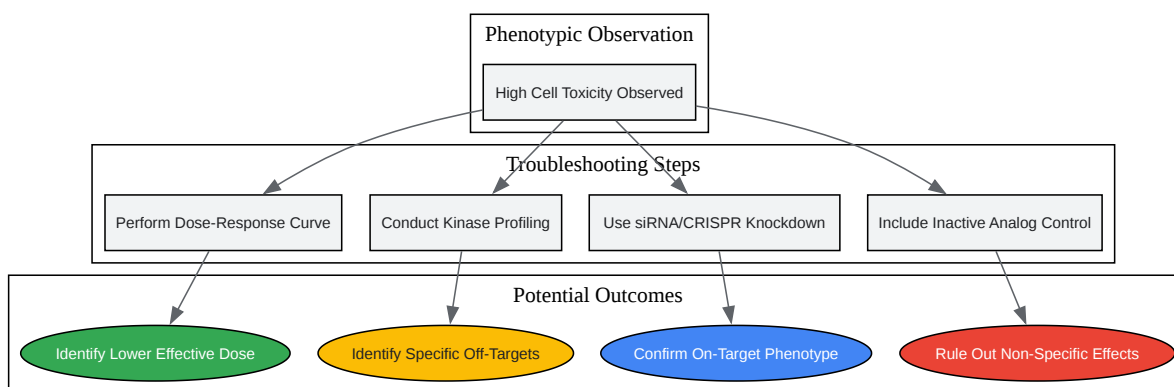 Phenotypic Observation
High Cell Toxicity Observed
Troubleshooting Steps
Perform Dose-Response Curve
Conduct Kinase Profiling
Use siRNA/CRISPR Knockdown
Include Inactive Analog Control
Potential Outcomes
Identify Lower Effective Dose
Identify Specific Off-Targets
Confirm On-Target Phenotype
Rule Out Non-Specific Effects